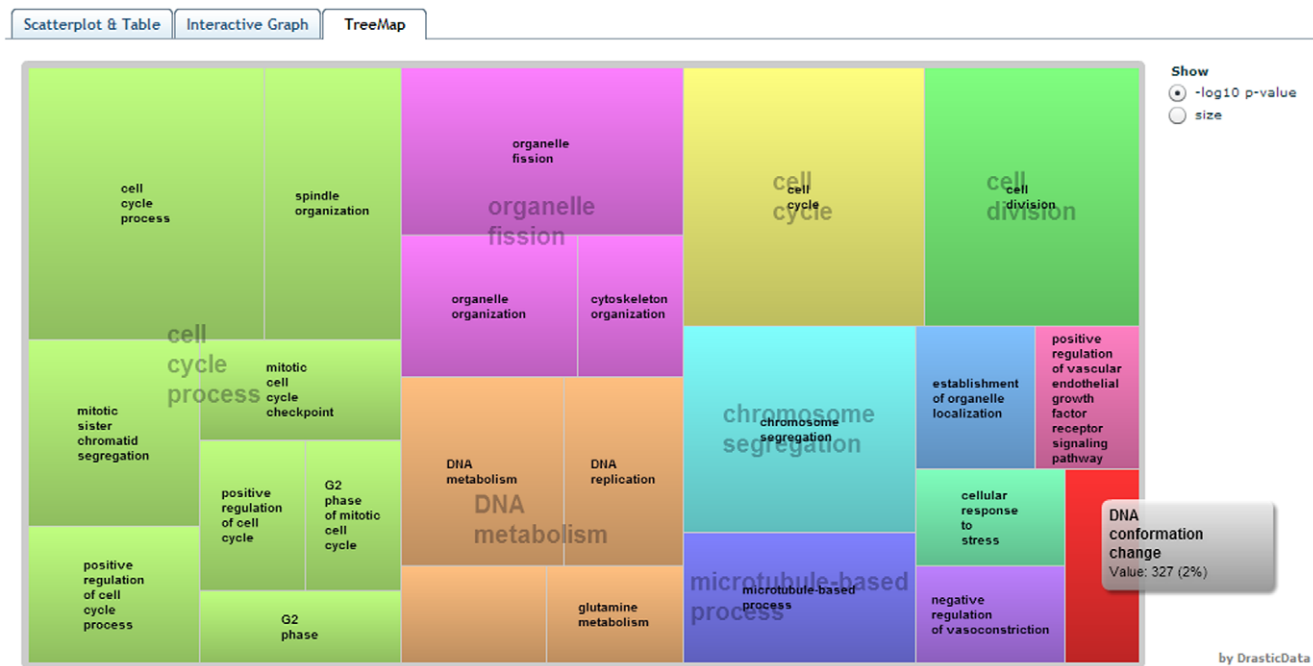 Scatterplot & Table
Interactive Graph
TreeMap
Show
-log10 p-value
size
cell
cycle
process
spindle
organization
cell
cycle
process
mitotic
sister
chromatid
segregation
mitotic
cell
cycle
checkpoint
positive
regulation
of cell
cycle
G2
phase
of mitotic
cell
cycle
positive
regulation
of cell
cycle
process
G2
phase
organelle
fission
organelle
fission
organelle
organization
cytoskeleton
organization
DNA
metabolism
DNA
replication
DNA
metabolism
glutamine
metabolism
cell
cycle
cell
cycle
cell
division
cell
division
chromosome
segregation
chromosome
segregation
microtubule-based
process
microtubule-based
process
establishment
of organelle
localization
positive
regulation
of vascular
endothelial
growth
factor
receptor
signaling
pathway
cellular
response
to
stress
negative
regulation
of vasoconstriction
DNA
conformation
change
Value: 327 (2%)
by DrasticData